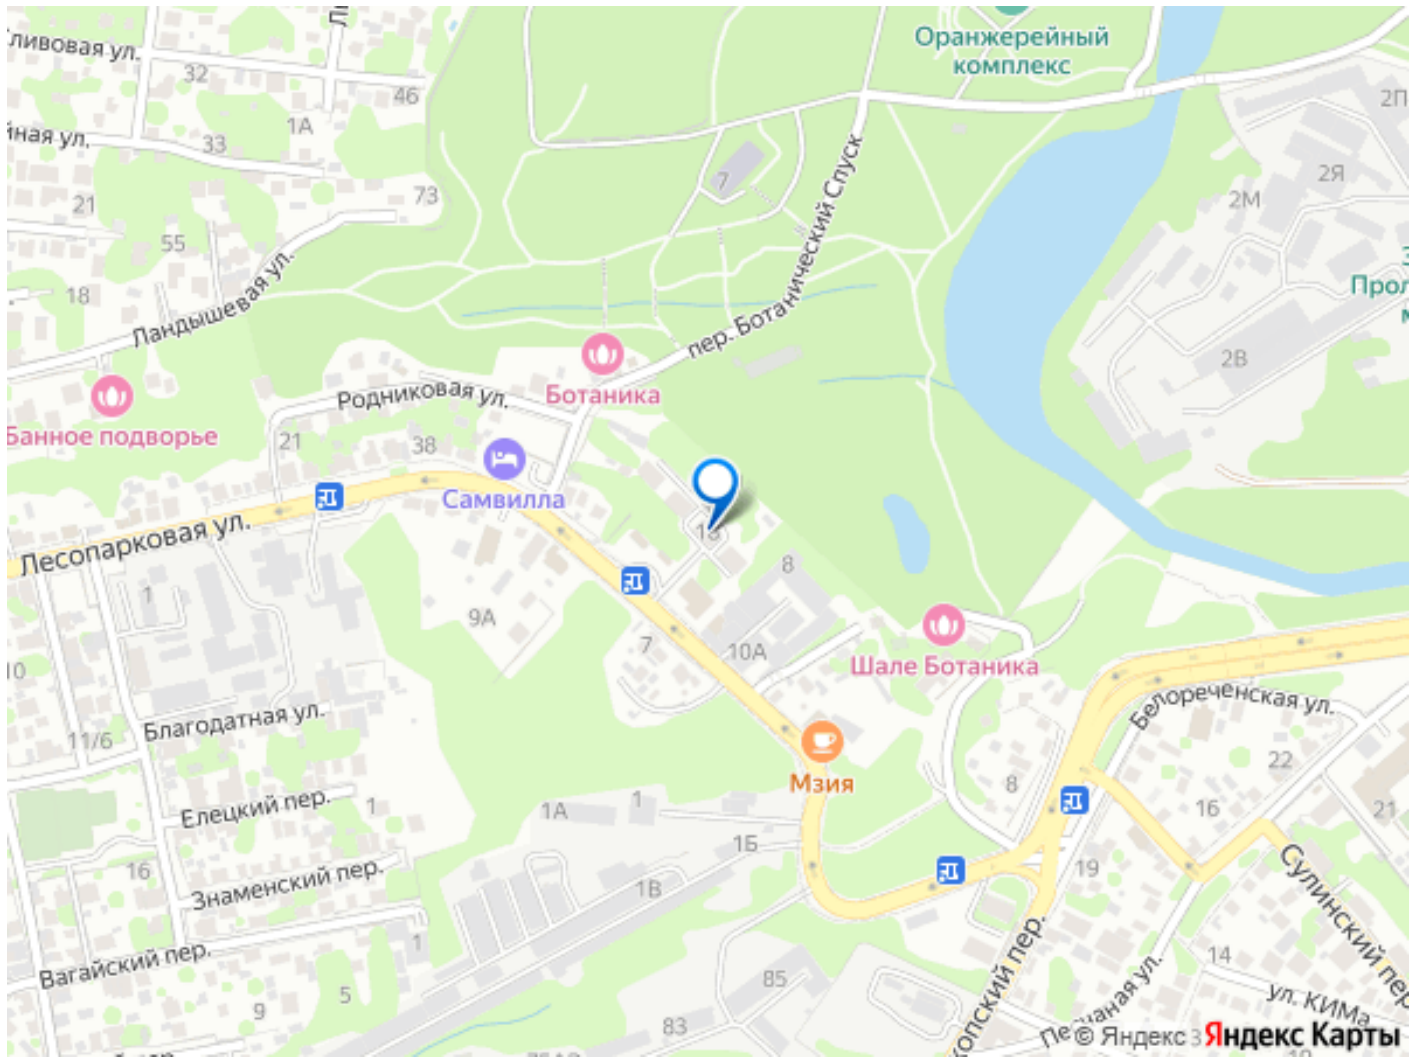 Оранжерейный
комплекс
32
46
1А
33
21
73
55
18
7
2П
2Я
2М
2В
Ландышевая ул.
пер. Ботанический Спуск
Банное подворье
Родниковая ул.
Ботаника
21
38
Самвилла
Лесопарковая ул.
13
8
1
9А
7
10А
Шале Ботаника
Белореченская ул.
10
Благодатная ул.
11/6
Мзия
22
8
16
21
Елецкий пер.
1
1А
1
1Б
19
16
Знаменский пер.
1В
Сулинский пер.
Вагайский пер.
1
14
85
5
9
83
ул. КИМа
© Яндекс
Яндекс Карты